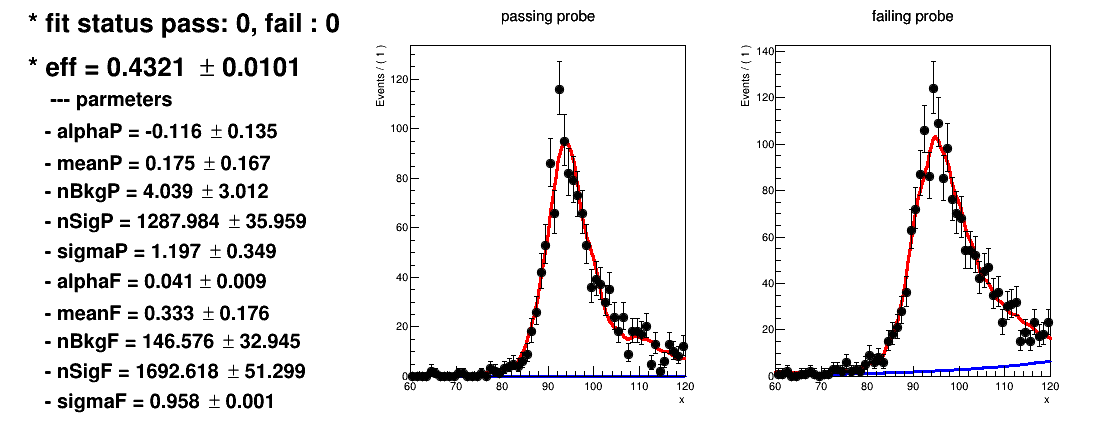 * fit status pass: 0, fail : 0
* eff = 0.4321 ± 0.0101
--- parmeters
- alphaP = -0.116 ± 0.135
- meanP = 0.175 ± 0.167
- nBkgP = 4.039 ± 3.012
- nSigP = 1287.984 ± 35.959
- sigmaP = 1.197 ± 0.349
- alphaF = 0.041 ± 0.009
- meanF = 0.333 ± 0.176
- nBkgF = 146.576 ± 32.945
- nSigF = 1692.618 ± 51.299
- sigmaF = 0.958 ± 0.001
passing probe
Events / ( 1 )
120
100
80
60
40
20
0
60 70 80 90 100 110 120
x
failing probe
Events / ( 1 )
140
120
100
80
60
40
20
0
60 70 80 90 100 110 120
x